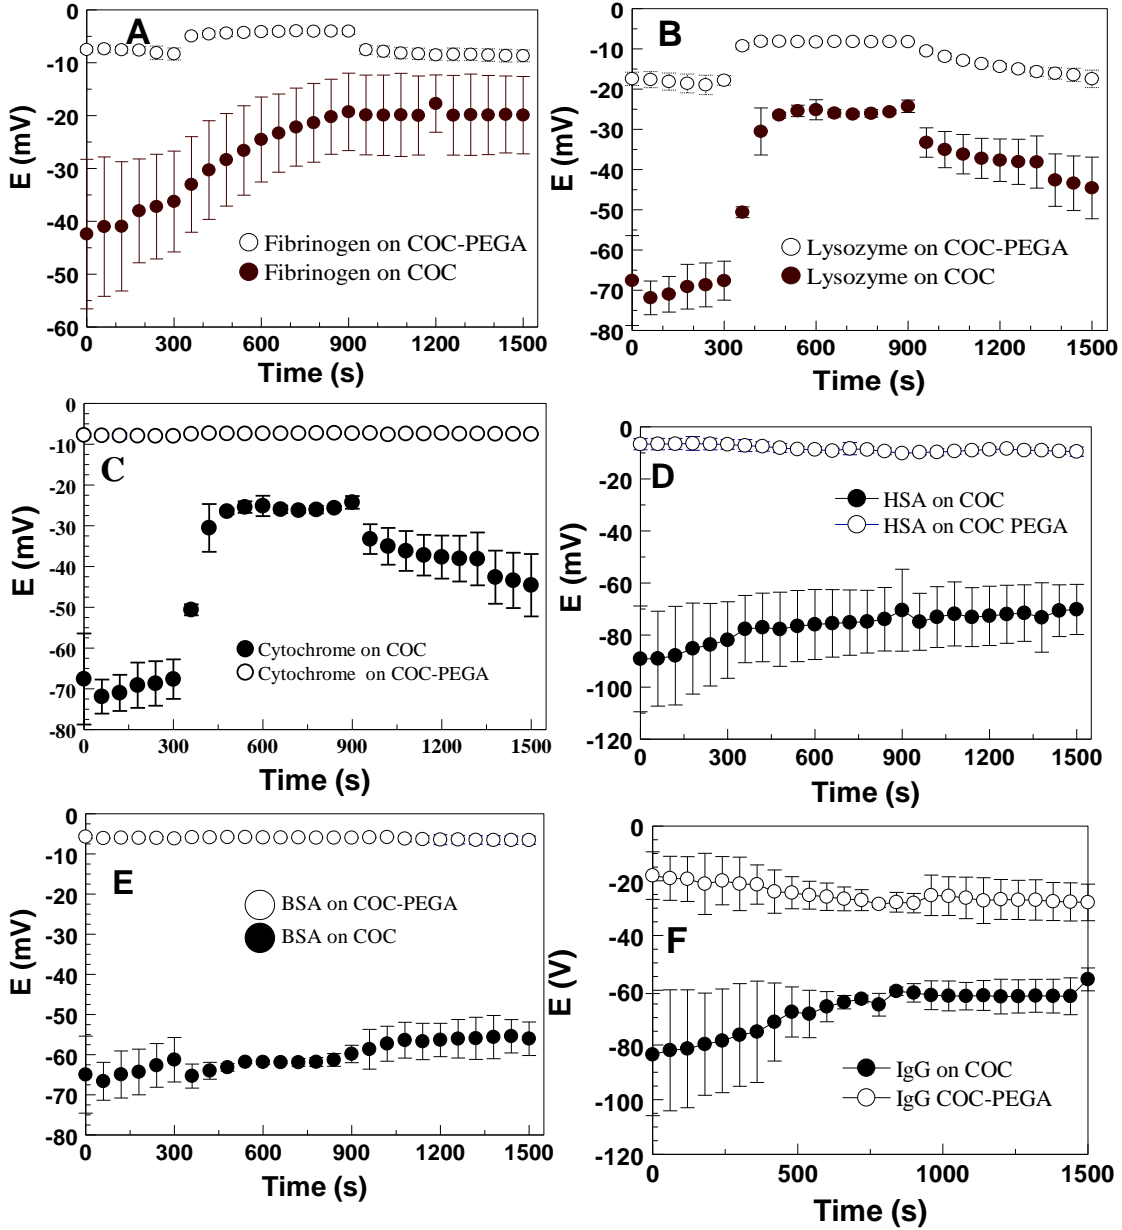 A
E (mV)
0
-10
-20
-30
-40
-50
-60
Fibrinogen on COC-PEGA
Fibrinogen on COC
0 300 600 900 1200 1500
Time (s)
B
E (mV)
0
-10
-20
-30
-40
-50
-60
-70
-80
Lysozyme on COC-PEGA
Lysozyme on COC
0 300 600 900 1200 1500
Time (s)
C
E (mV)
0
-10
-20
-30
-40
-50
-60
-70
-80
Cytochrome on COC
Cytochrome on COC-PEGA
0 300 600 900 1200 1500
Time (s)
D
E (mV)
0
-20
-40
-60
-80
-100
-120
HSA on COC
HSA on COC PEGA
0 300 600 900 1200 1500
Time (s)
E
E (mV)
0
-10
-20
-30
-40
-50
-60
-70
-80
BSA on COC-PEGA
BSA on COC
0 300 600 900 1200 1500
Time (s)
F
E (V)
0
-20
-40
-60
-80
-100
-120
IgG on COC
IgG COC-PEGA
0 500 1000 1500
Time (s)